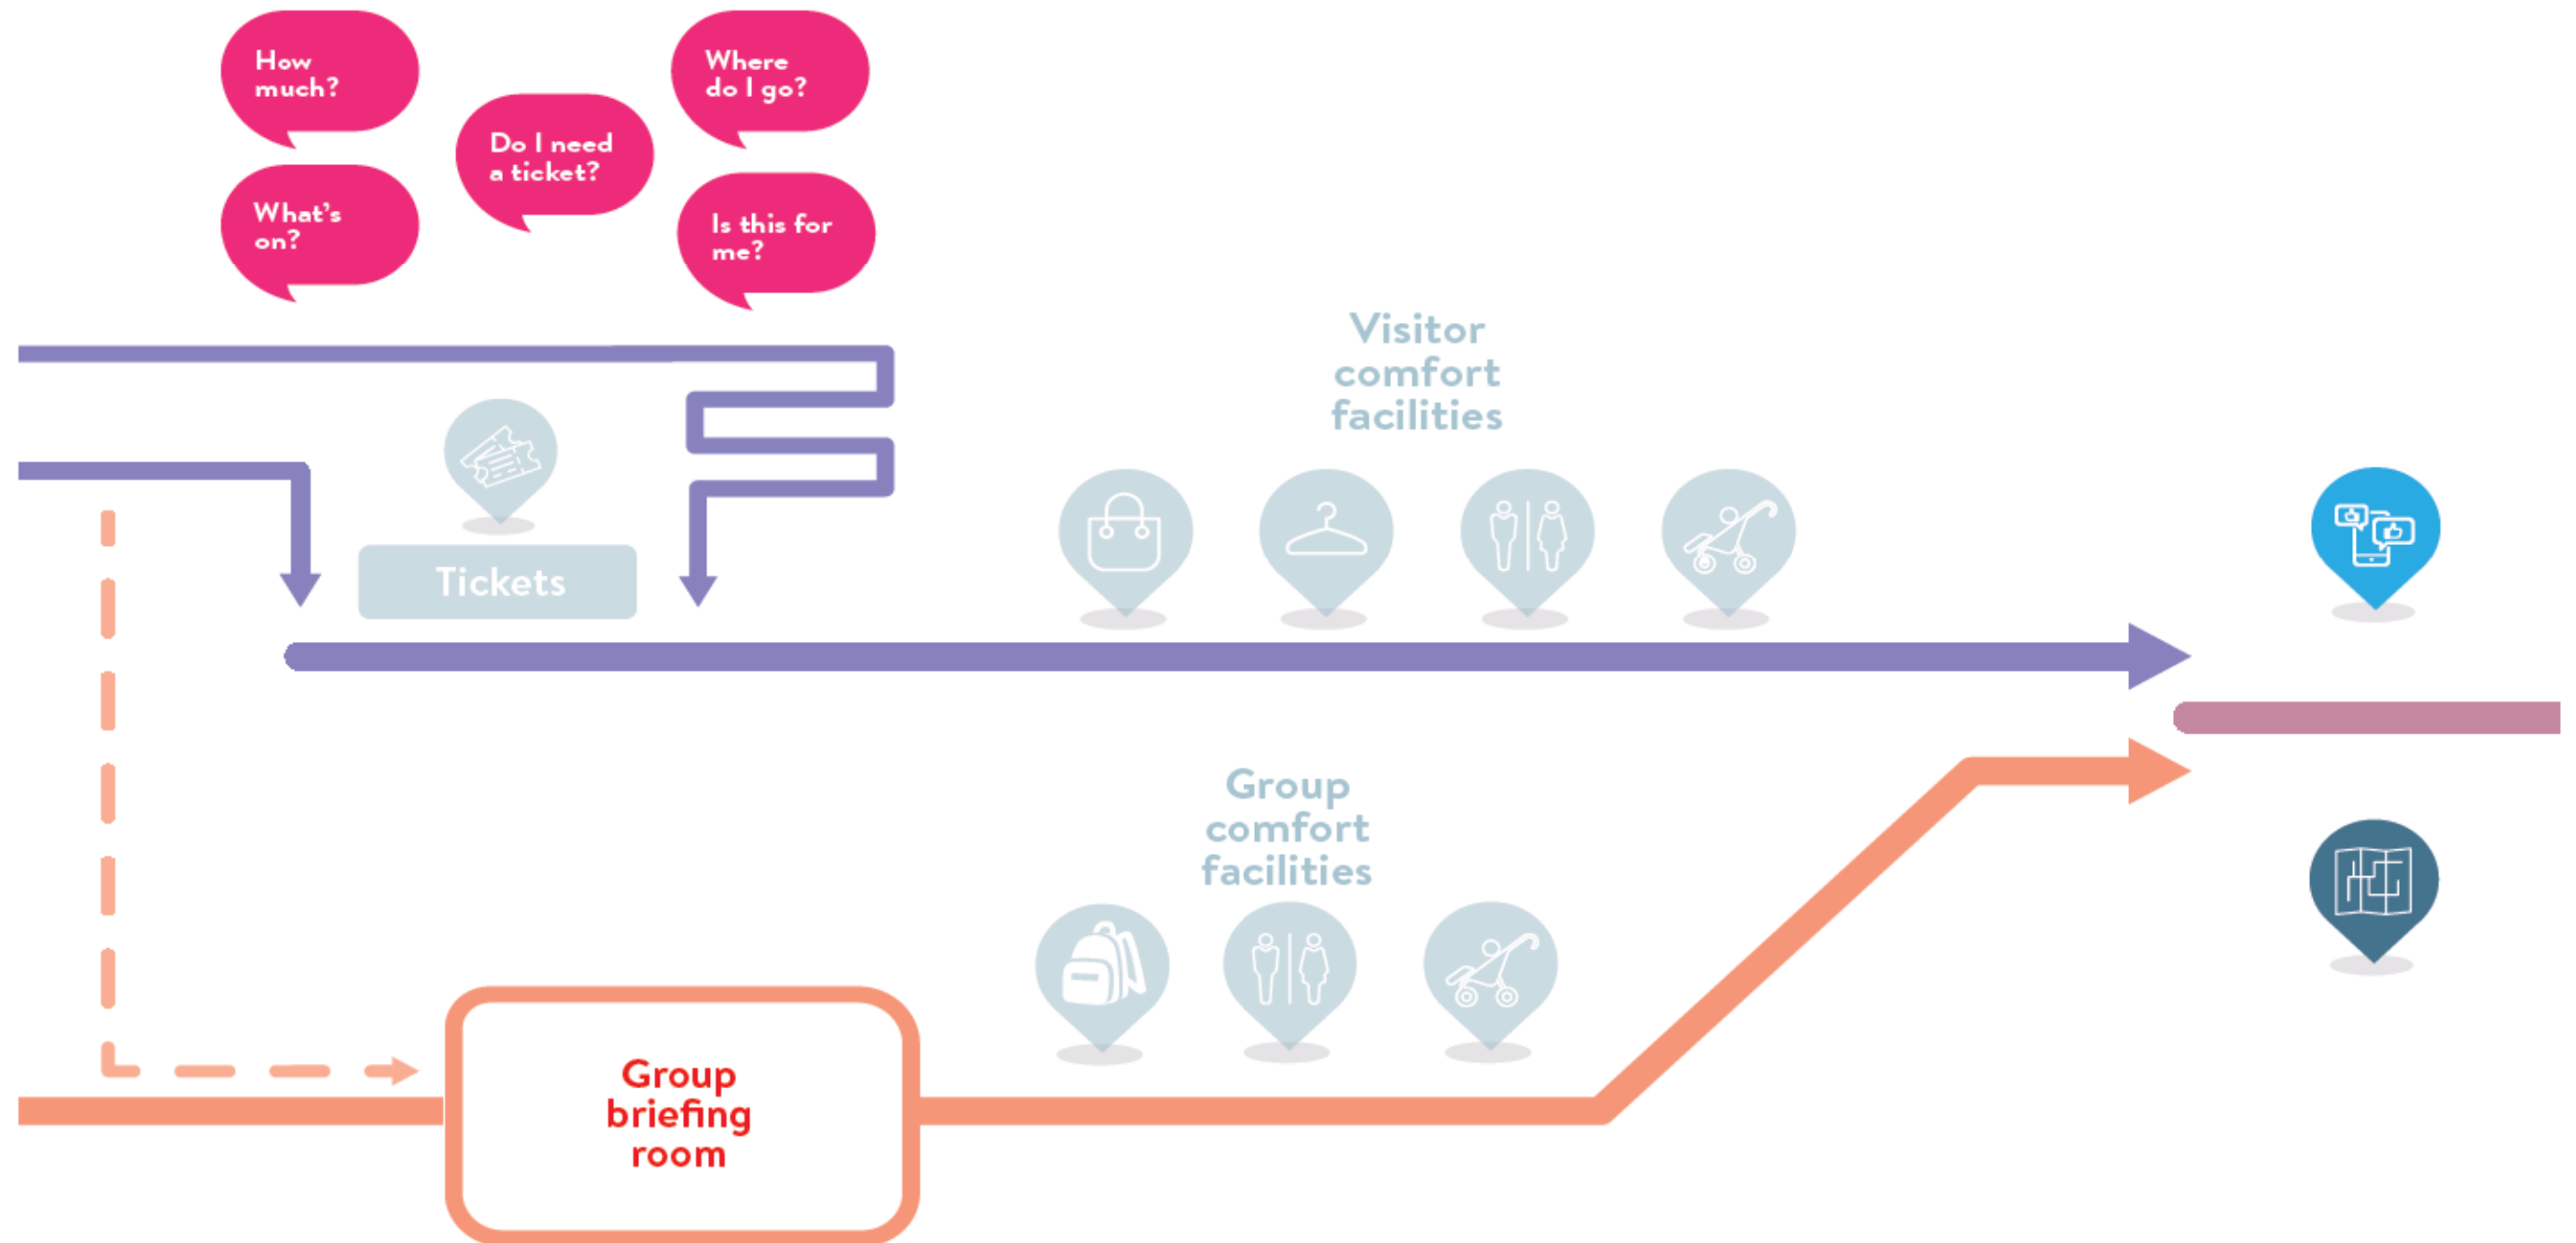 How
much?
Where
do I go?
Do I need
a ticket?
What's
on?
Is this for
me?
Visitor
comfort
facilities
Tickets
Group
comfort
facilities
Group
briefing
room